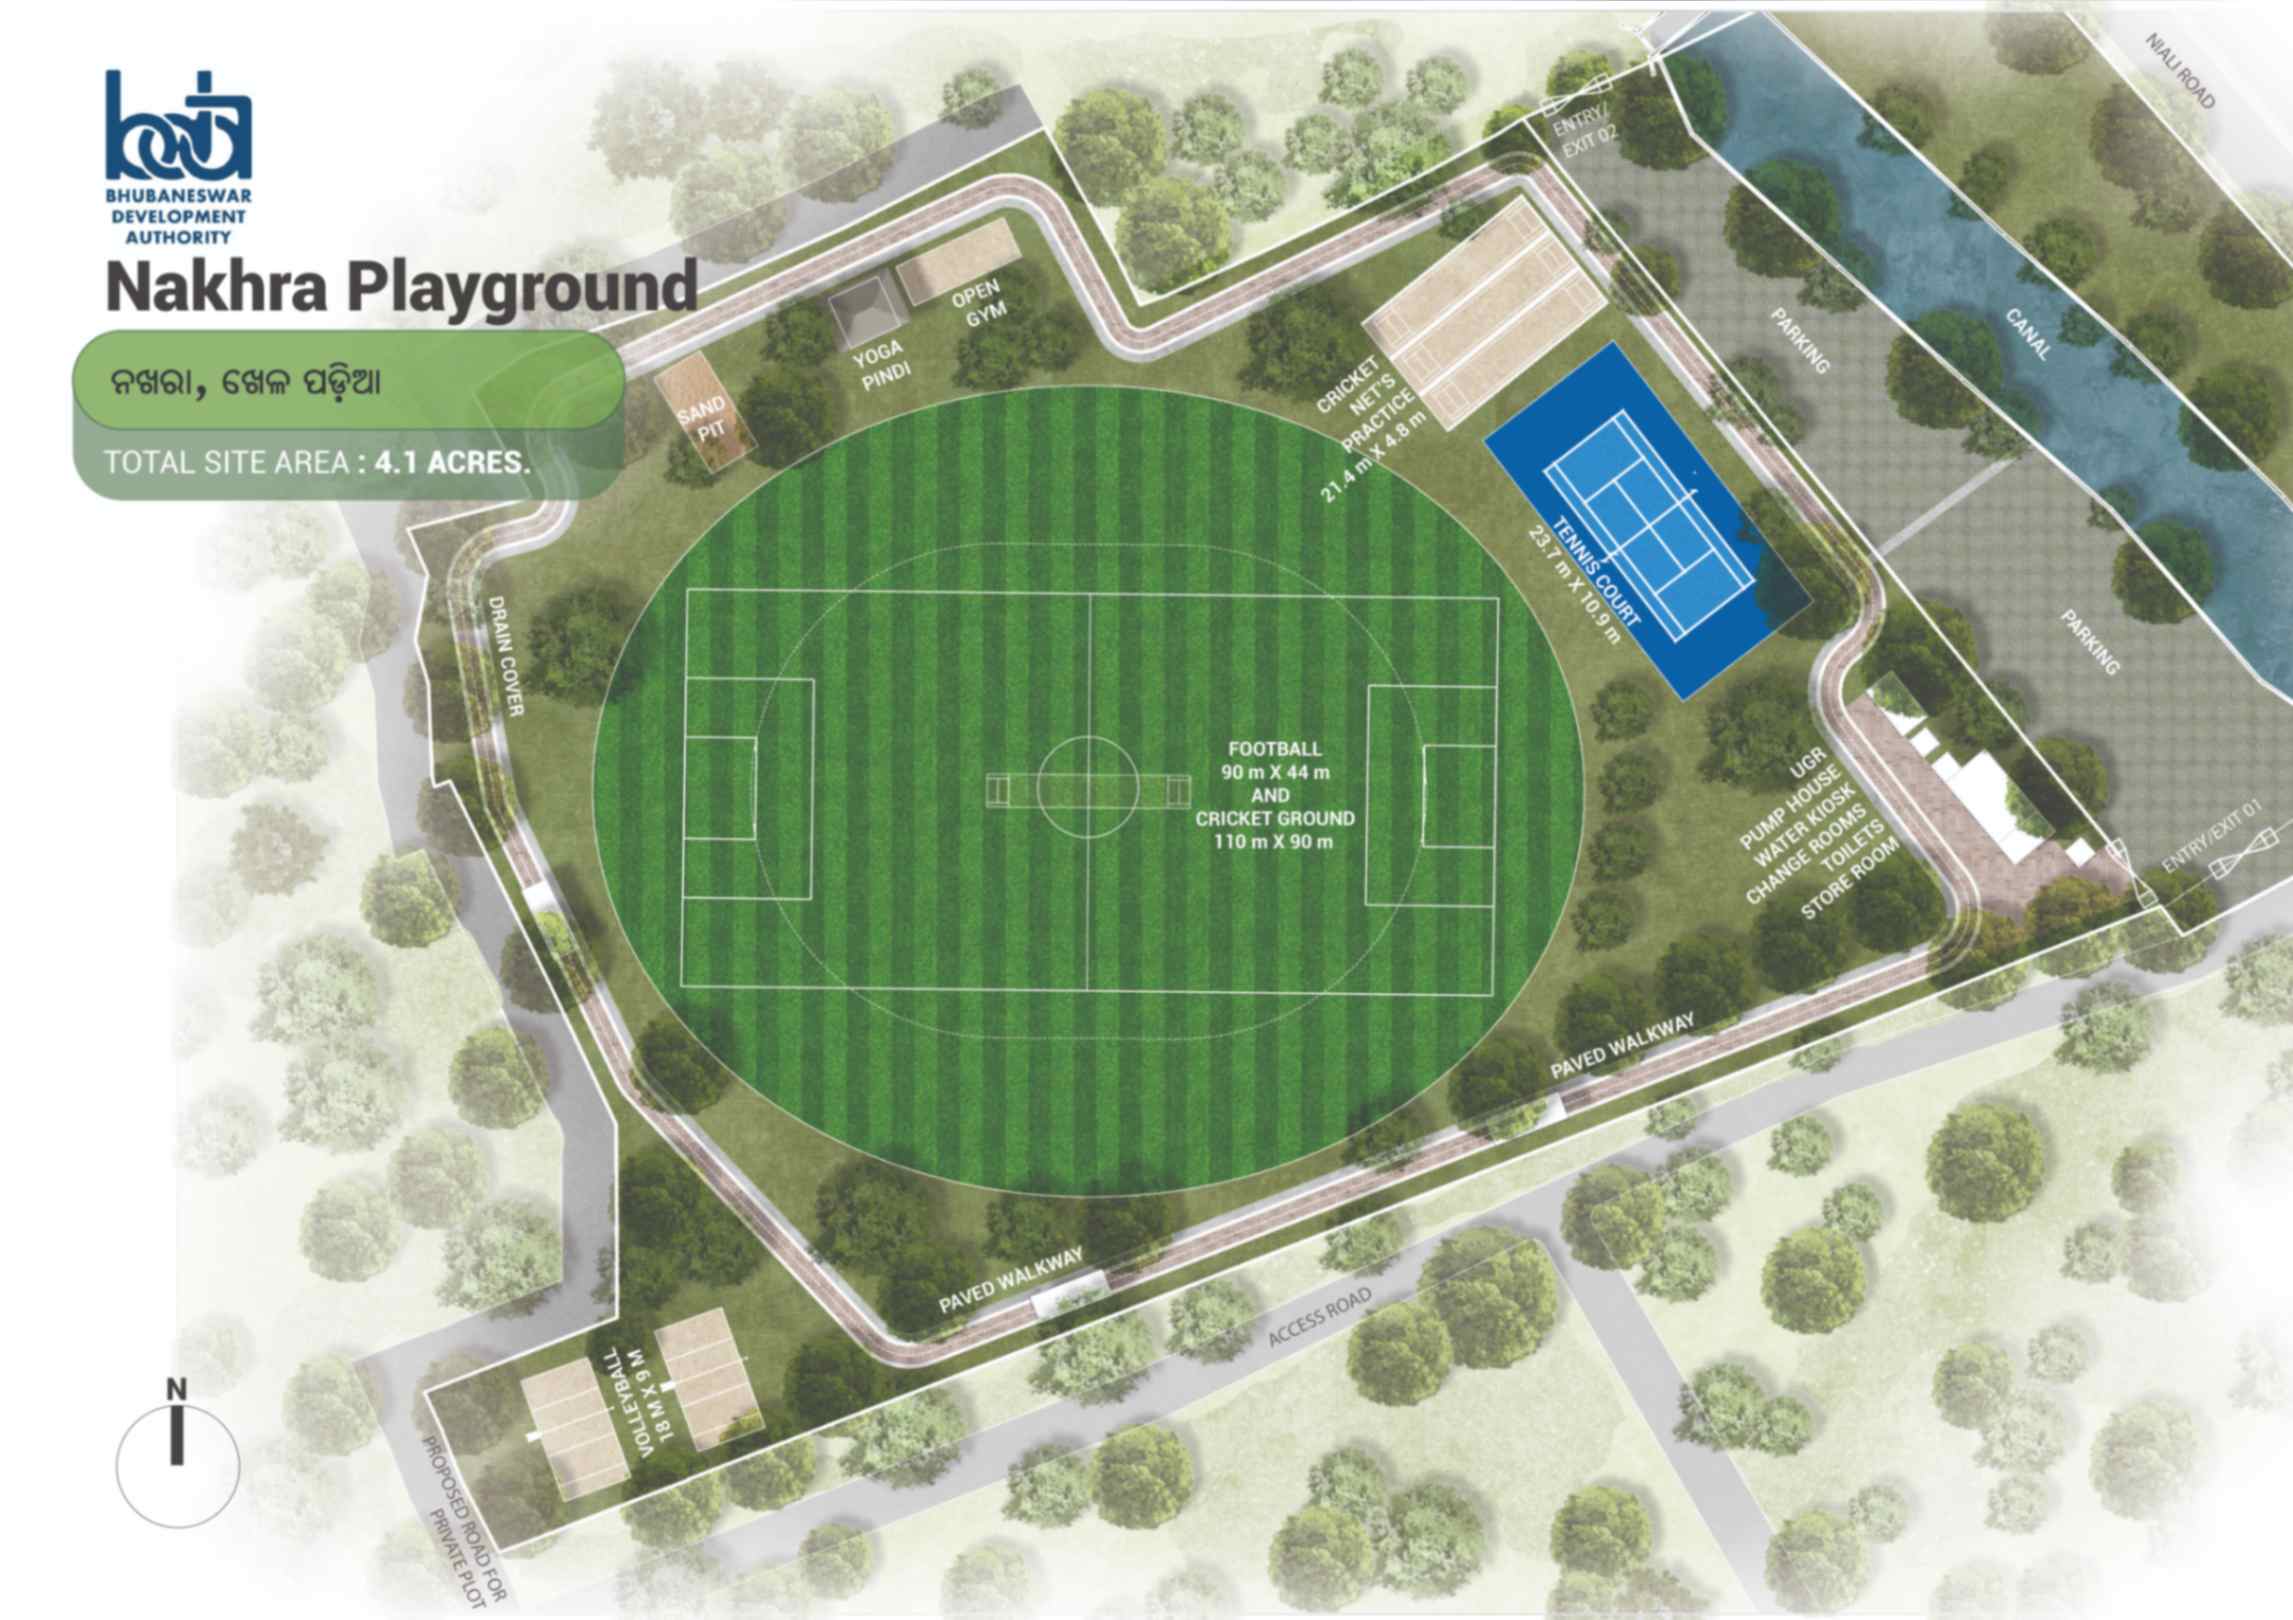 BHUBANESWAR
DEVELOPMENT
AUTHORITY
Nakhra Playground
ନଖରା, ଖେଳ ପଡ଼ିଆ
TOTAL SITE AREA : 4.1 ACRES.
NIALI ROAD
ENTRY/
EXIT 02
CANAL
PARKING
PARKING
OPEN
GYM
YOGA
PINDI
SAND
PIT
CRICKET
NET'S
PRACTICE
21.4 m X 4.8 m
TENNIS COURT
23.7 m X 10.9 m
DRAIN COVER
FOOTBALL
90 m X 44 m
AND
CRICKET GROUND
110 m X 90 m
UGR
PUMP HOUSE
WATER KIOSK
CHANGE ROOMS
TOILETS
STORE ROOM
ENTRY/EXIT 01
PAVED WALKWAY
PAVED WALKWAY
ACCESS ROAD
VOLLEYBALL
18 M X 9 M
N
PROPOSED ROAD FOR
PRIVATE PLOT